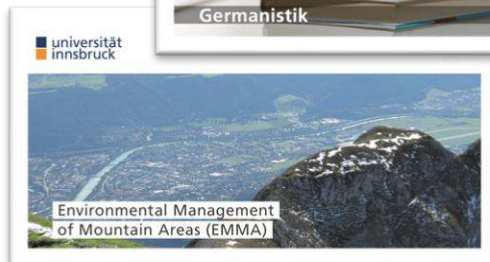 Germanistik
universität
innsbruck
Environmental Management
of Mountain Areas (EMMA)